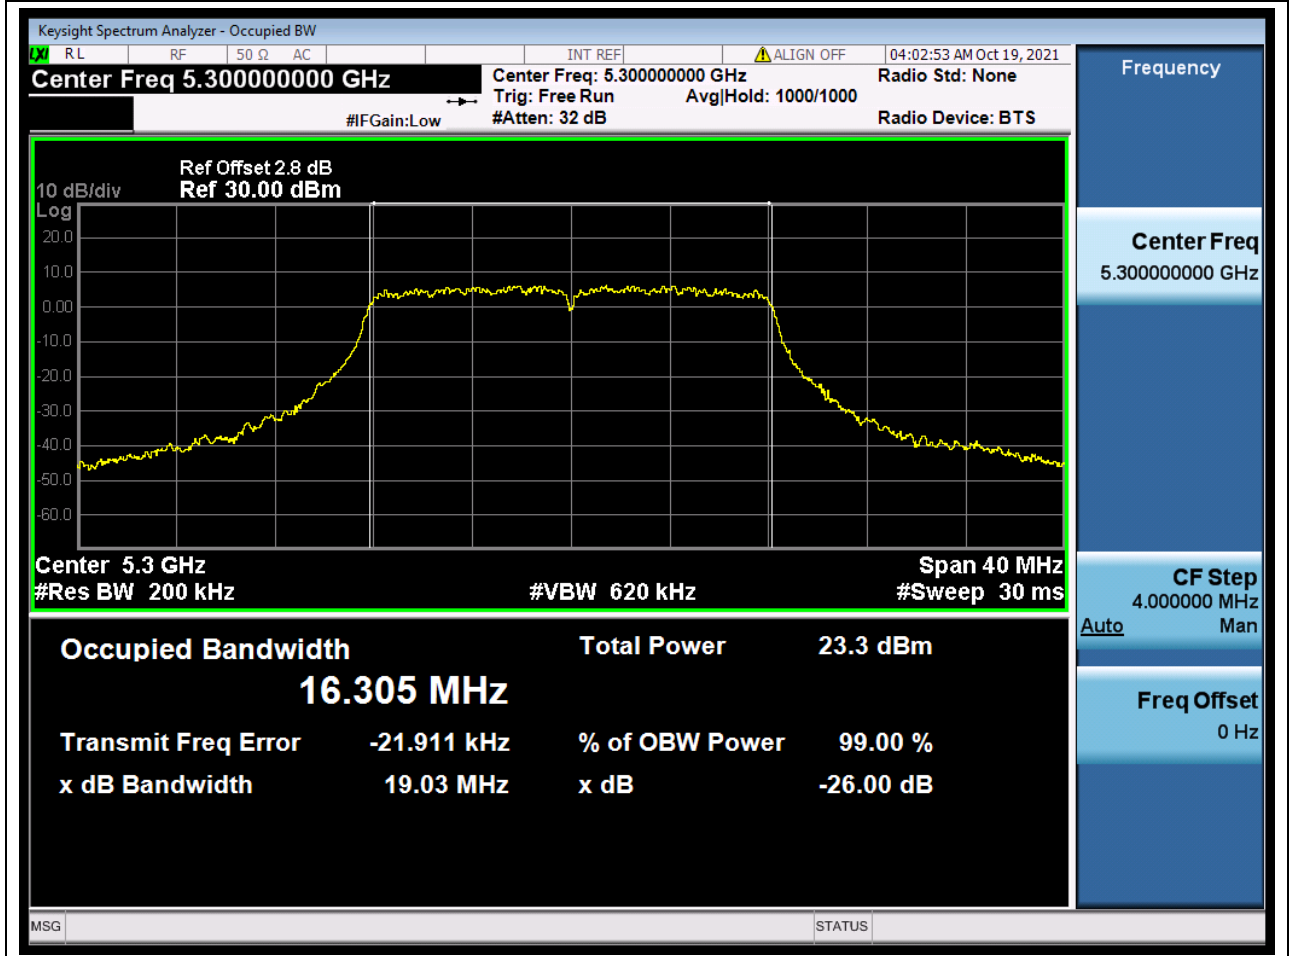 Keysight Spectrum Analyzer - Occupied BW
LXI RL RF 50 Ω AC INT REF ALIGN OFF 04:02:53 AM Oct 19, 2021
Center Freq 5.300000000 GHz
Center Freq: 5.300000000 GHz Radio Std: None
Trig: Free Run Avg|Hold: 1000/1000
#IFGain:Low #Atten: 32 dB Radio Device: BTS
Ref Offset 2.8 dB
10 dB/div Ref 30.00 dBm
Log
20.0
10.0
0.00
-10.0
-20.0
-30.0
-40.0
-50.0
-60.0
Center 5.3 GHz Span 40 MHz
#Res BW 200 kHz #VBW 620 kHz #Sweep 30 ms
Occupied Bandwidth Total Power 23.3 dBm
16.305 MHz
Transmit Freq Error -21.911 kHz % of OBW Power 99.00 %
x dB Bandwidth 19.03 MHz x dB -26.00 dB
MSG STATUS
Frequency
Center Freq
5.300000000 GHz
CF Step
4.000000 MHz
Auto Man
Freq Offset
0 Hz